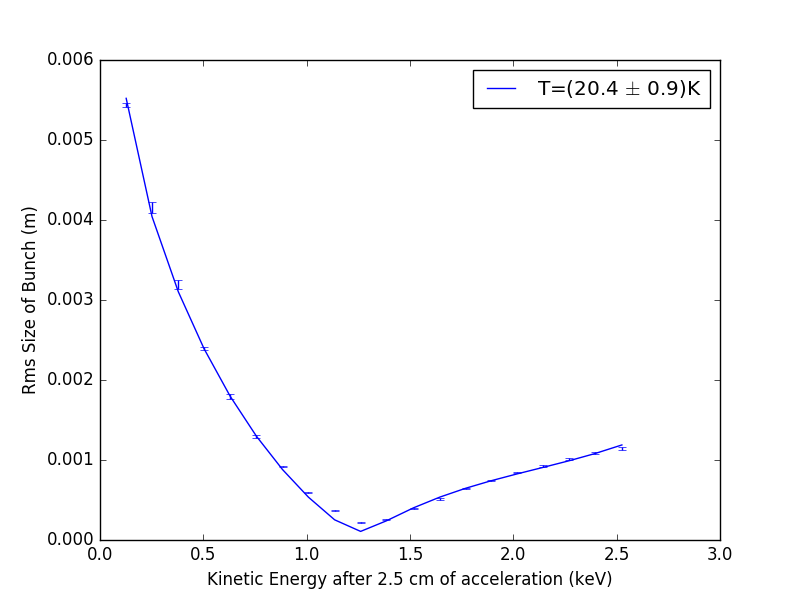 T=(20.4 ± 0.9)K
0.006
0.005
0.004
0.003
0.002
0.001
0.000
Rms Size of Bunch (m)
0.0 0.5 1.0 1.5 2.0 2.5 3.0
Kinetic Energy after 2.5 cm of acceleration (keV)